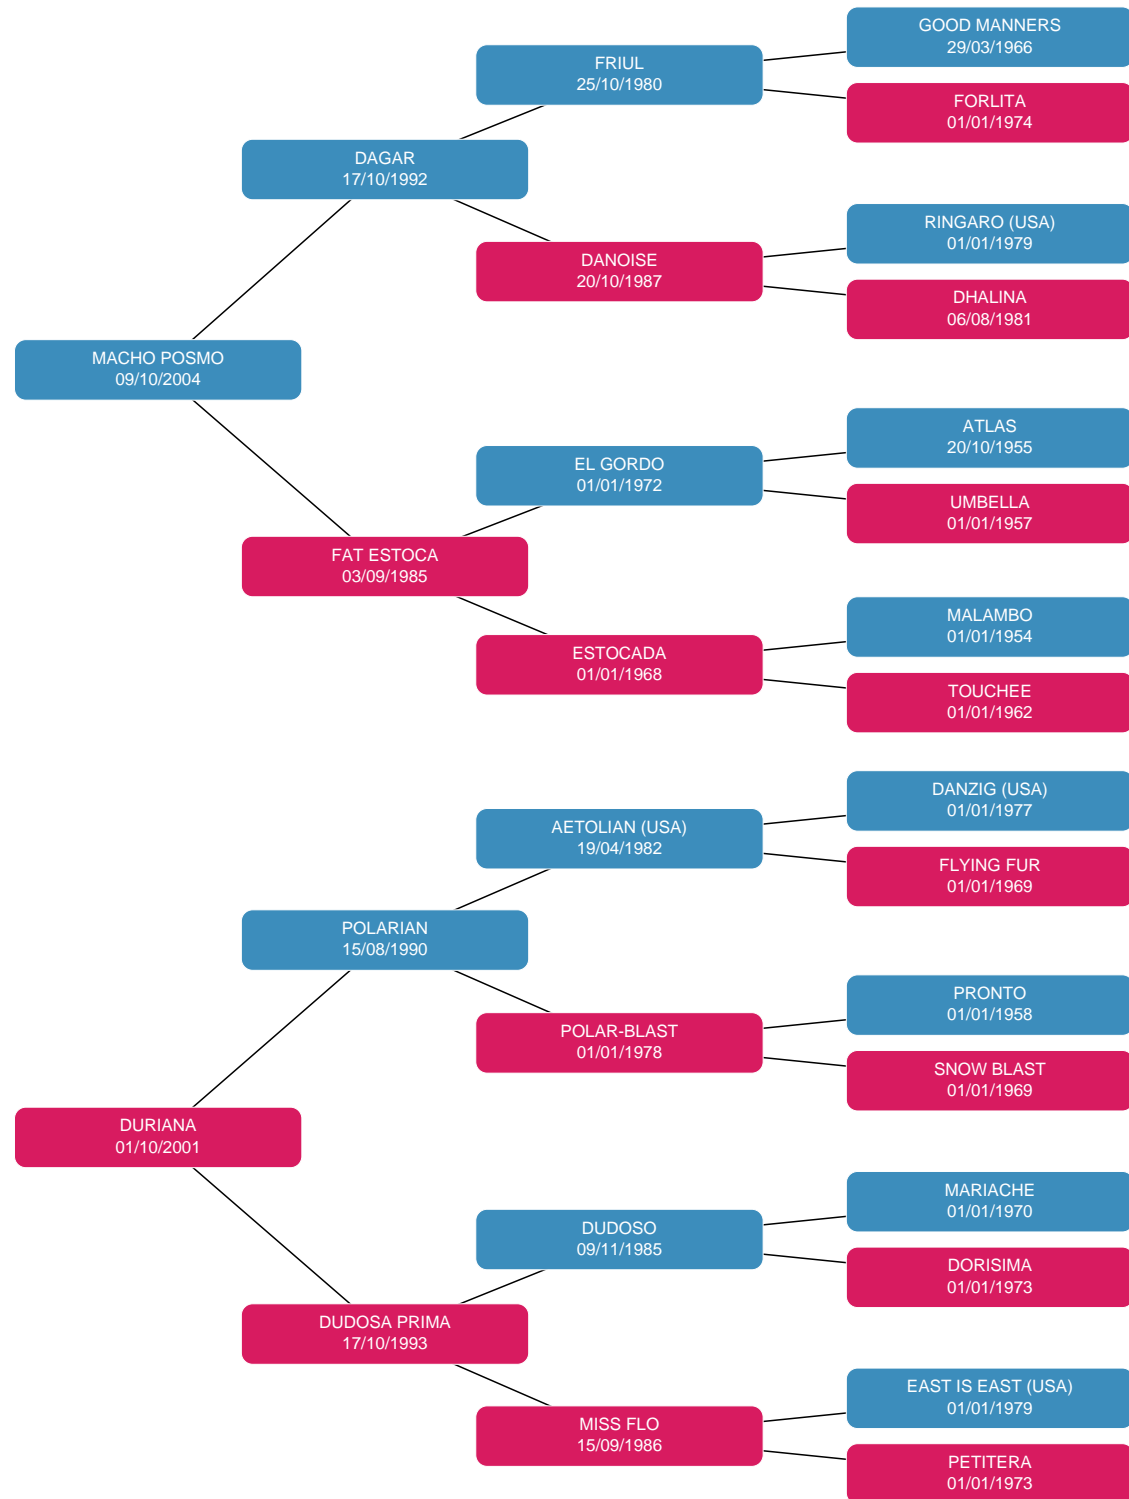 GOOD MANNERS
29/03/1966
FRIUL
25/10/1980
FORLITA
01/01/1974
DAGAR
17/10/1992
RINGARO (USA)
01/01/1979
DANOISE
20/10/1987
DHALINA
06/08/1981
MACHO POSMO
09/10/2004
ATLAS
20/10/1955
EL GORDO
01/01/1972
UMBELLA
01/01/1957
FAT ESTOCA
03/09/1985
MALAMBO
01/01/1954
ESTOCADA
01/01/1968
TOUCHEE
01/01/1962
DANZIG (USA)
01/01/1977
AETOLIAN (USA)
19/04/1982
FLYING FUR
01/01/1969
POLARIAN
15/08/1990
PRONTO
01/01/1958
POLAR-BLAST
01/01/1978
SNOW BLAST
01/01/1969
DURIANA
01/10/2001
MARIACHE
01/01/1970
DUDOSO
09/11/1985
DORISIMA
01/01/1973
DUDOSA PRIMA
17/10/1993
EAST IS EAST (USA)
01/01/1979
MISS FLO
15/09/1986
PETITERA
01/01/1973